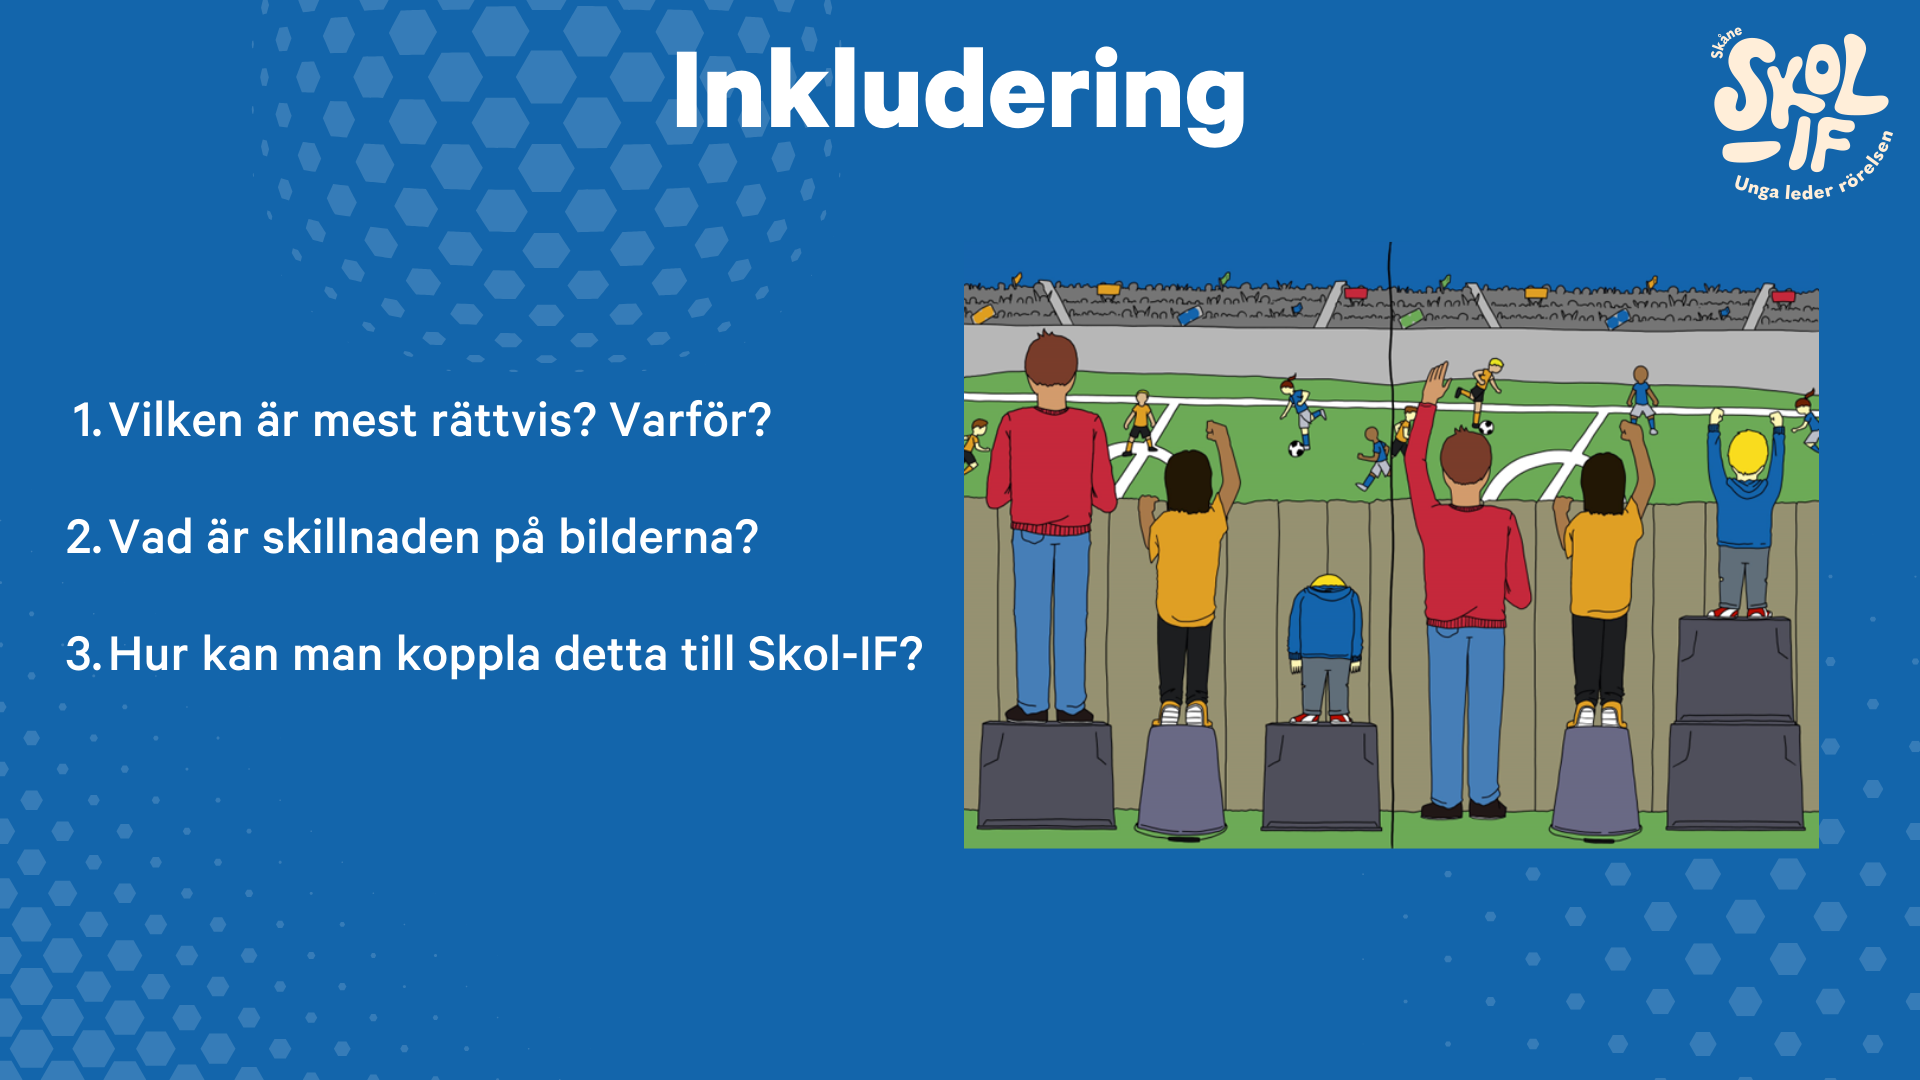 Inkludering
Skåne
SKOL
-IF
Unga leder rörelsen
1. Vilken är mest rättvis? Varför?
2. Vad är skillnaden på bilderna?
3. Hur kan man koppla detta till Skol-IF?